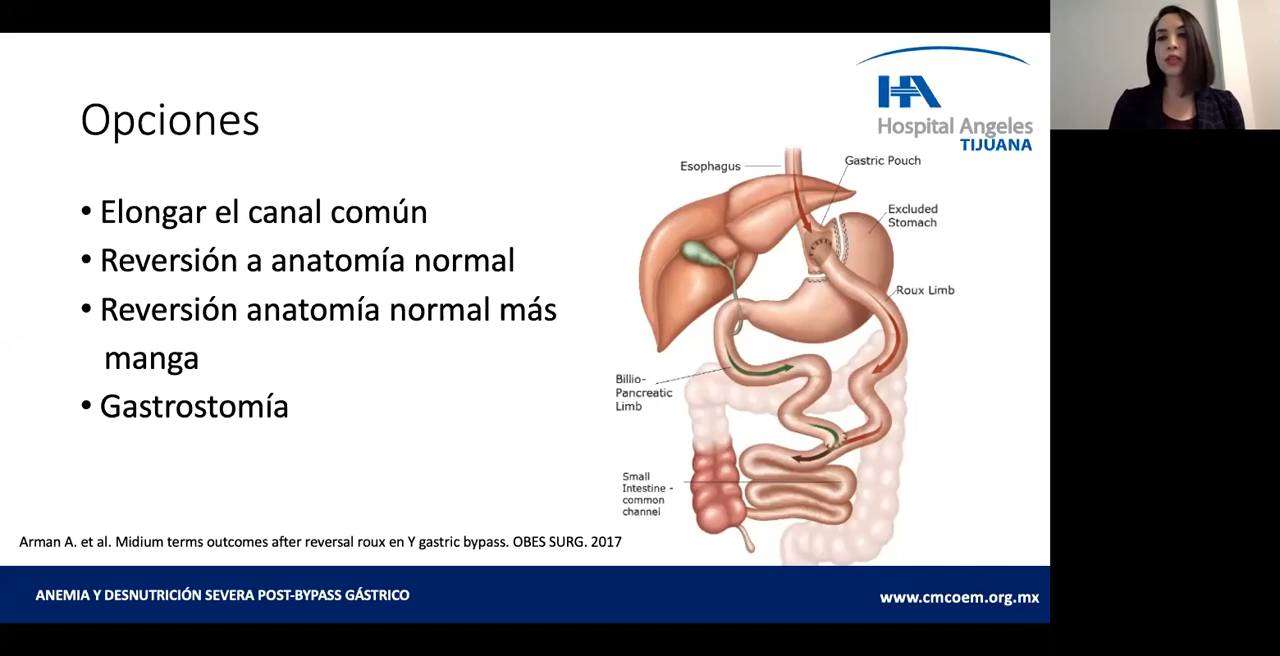 Opciones
HA
Hospital Angeles
TIJUANA
• Elongar el canal común
• Reversión a anatomía normal
• Reversión anatomía normal más
manga
• Gastrostomía
Esophagus
Gastric Pouch
Excluded
Stomach
Roux Limb
Billio-
Pancreatic
Limb
Small
Intestine -
common
channel
Arman A. et al. Midium terms outcomes after reversal roux en Y gastric bypass. OBES SURG. 2017
ANEMIA Y DESNUTRICIÓN SEVERA POST-BYPASS GÁSTRICO
www.cmcoem.org.mx